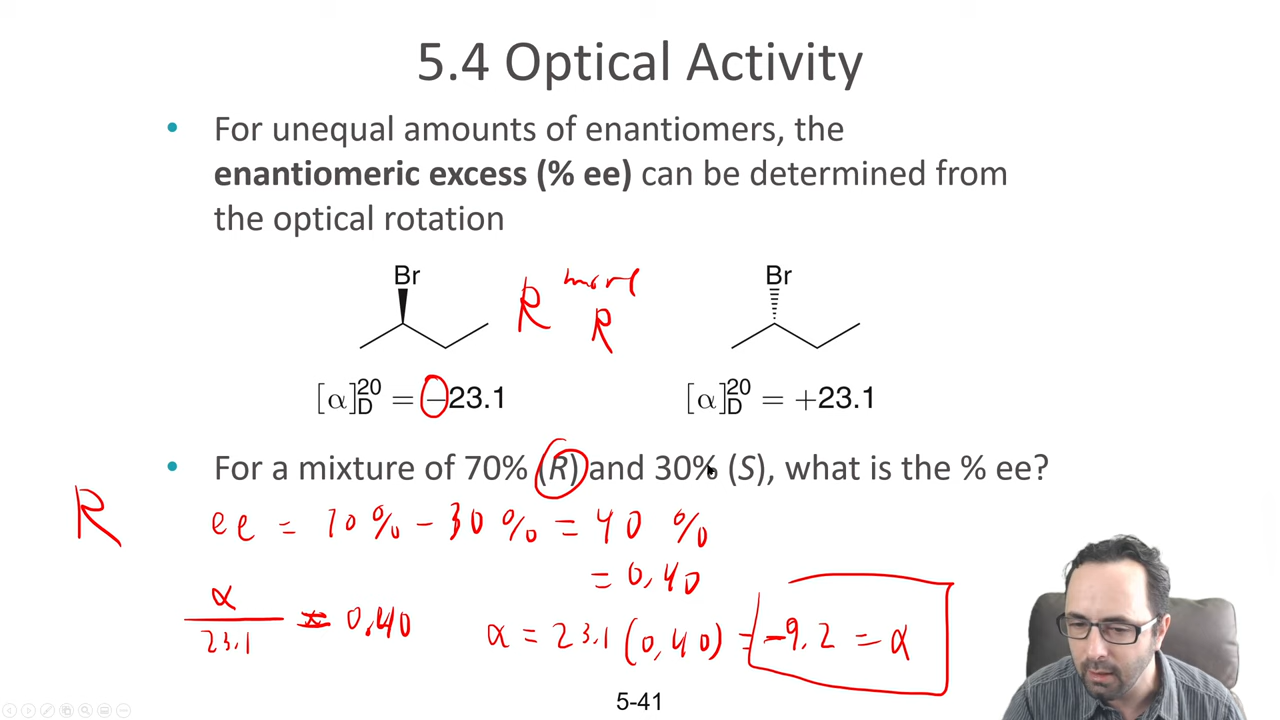 5.4 Optical Activity
• For unequal amounts of enantiomers, the
enantiomeric excess (% ee) can be determined from
the optical rotation
Br
R
more
R
Br
[α]20D = −23.1
[α]20D = +23.1
• For a mixture of 70% (R) and 30% (S), what is the % ee?
R
ee = 70% − 30% = 40 %
= 0.40
α / 23.1 = 0.40
α = 23.1 (0.40) = −9.2 = α
5-41